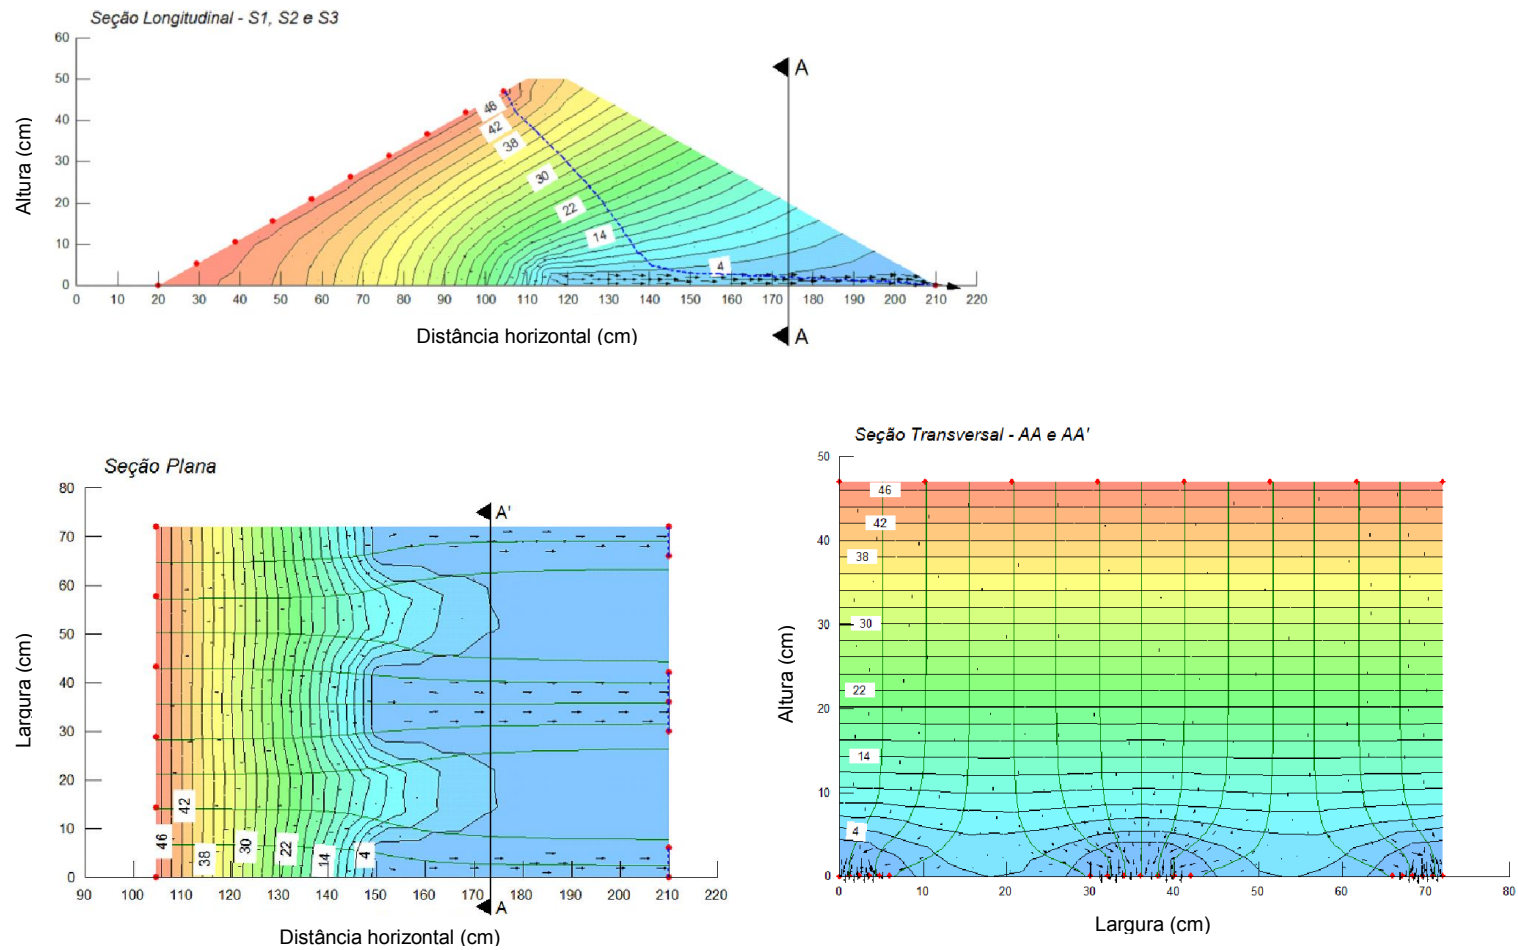 Seção Longitudinal - S1, S2 e S3
60
50
40
30
20
10
0
Altura (cm)
A
46
42
38
30
22
14
4
0 10 20 30 40 50 60 70 80 90 100 110 120 130 140 150 160 170 180 190 200 210 220
Distância horizontal (cm)
A
Seção Plana
80
70
60
50
40
30
20
10
0
Largura (cm)
A'
46
42
38
30
22
14
4
90 100 110 120 130 140 150 160 170 180 190 200 210 220
A
Distância horizontal (cm)
Seção Transversal - AA e AA'
50
40
30
20
10
0
Altura (cm)
46
42
38
30
22
14
4
0 10 20 30 40 50 60 70 80
Largura (cm)